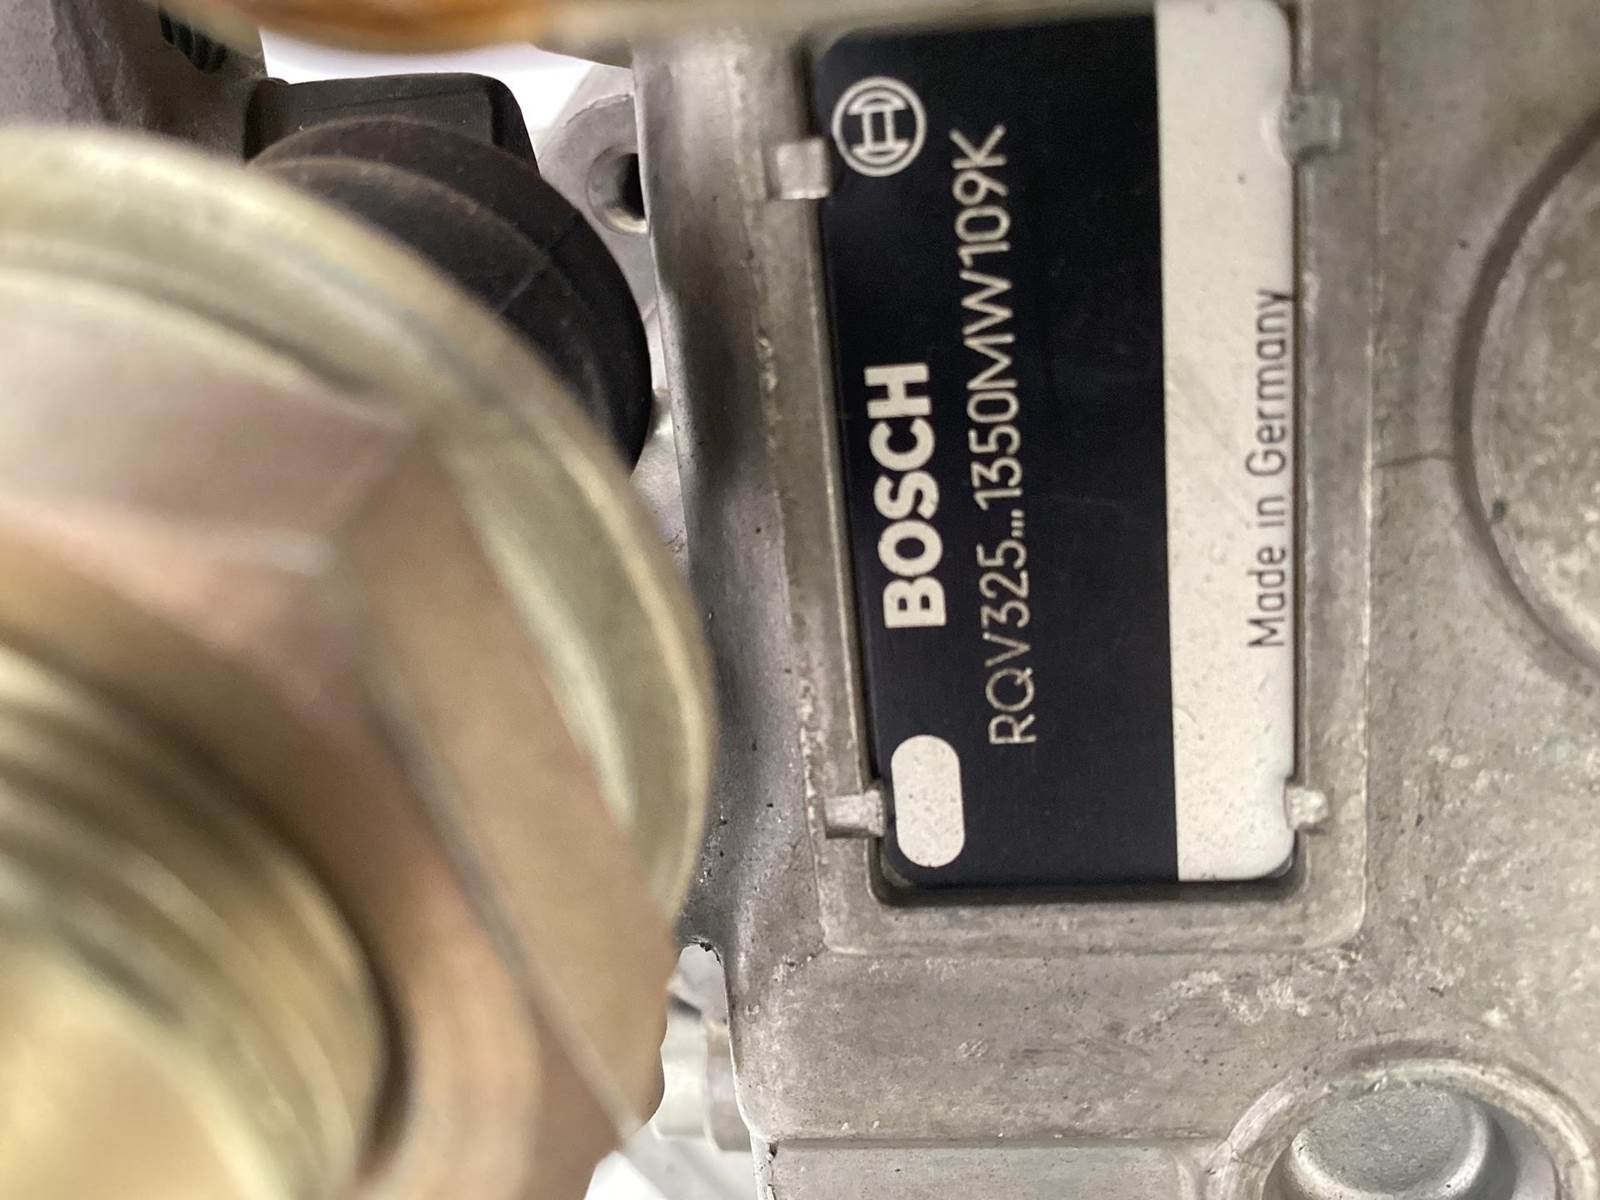 BOSCH
RQV325...1350MW109K
Made in Germany